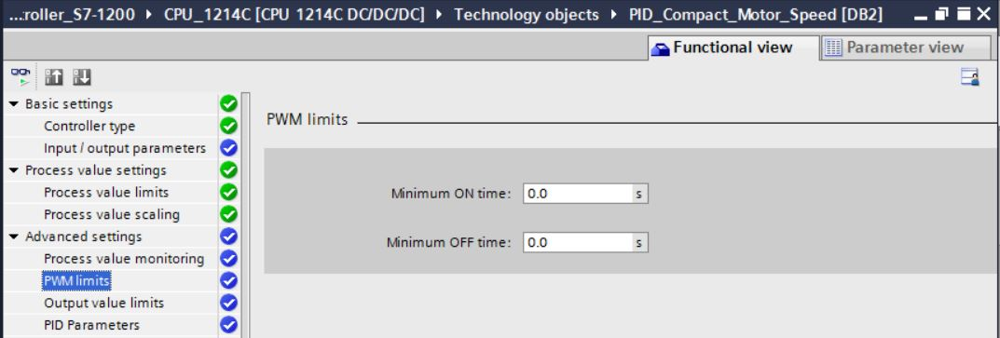 ...roller_S7-1200 ▸ CPU_1214C [CPU 1214C DC/DC/DC] ▸ Technology objects ▸ PID_Compact_Motor_Speed [DB2]
Functional view Parameter view
Basic settings
Controller type
Input / output parameters
Process value settings
Process value limits
Process value scaling
Advanced settings
Process value monitoring
PWM limits
Output value limits
PID Parameters
PWM limits
Minimum ON time: 0.0 s
Minimum OFF time: 0.0 s